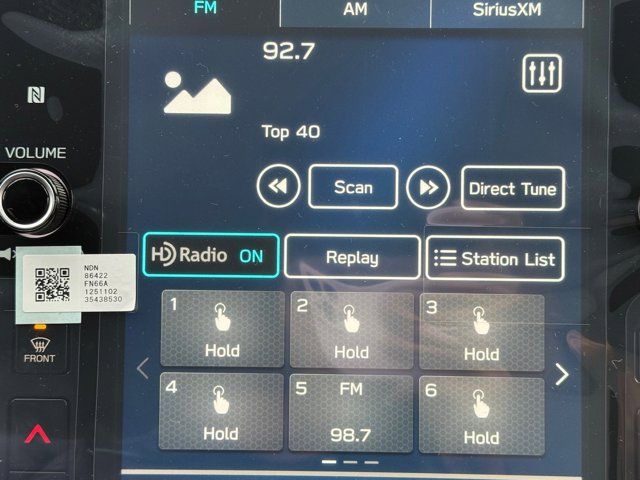 FM
AM
SiriusXM
92.7
Top 40
VOLUME
Scan
Direct Tune
HD Radio ON
Replay
Station List
NDN
86422
FN66A
1251102
35438530
1
Hold
2
Hold
3
Hold
FRONT
4
Hold
5 FM
98.7
6
Hold